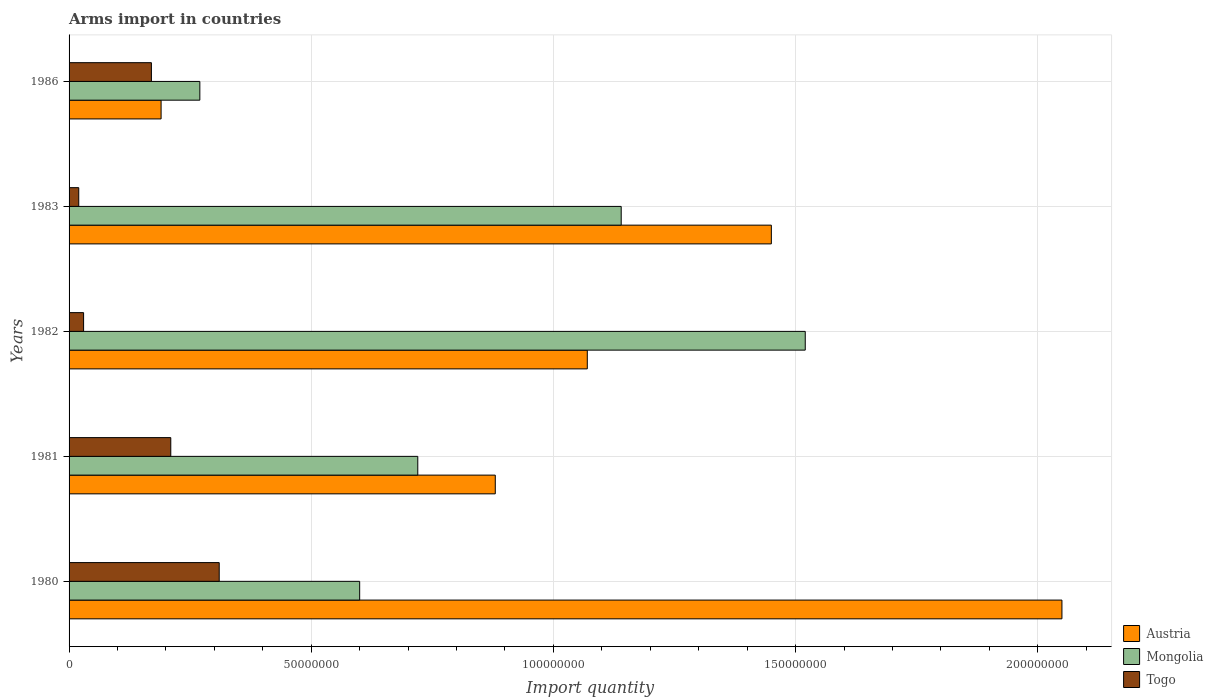 Arms import in countries
Years
1986
1983
1982
1981
1980
0
50000000
100000000
150000000
200000000
Import quantity
Austria
Mongolia
Togo